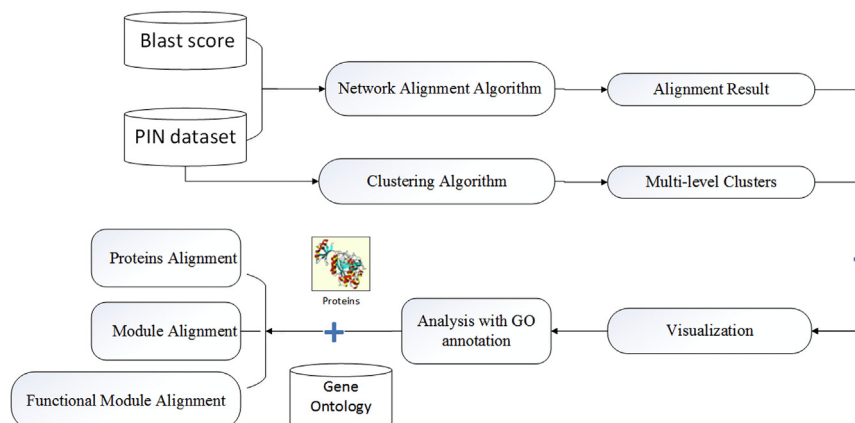 Blast score
Network Alignment Algorithm
Alignment Result
PIN dataset
Clustering Algorithm
Multi-level Clusters
Proteins Alignment
Proteins
Module Alignment
Analysis with GO
annotation
Visualization
Functional Module Alignment
Gene
Ontology